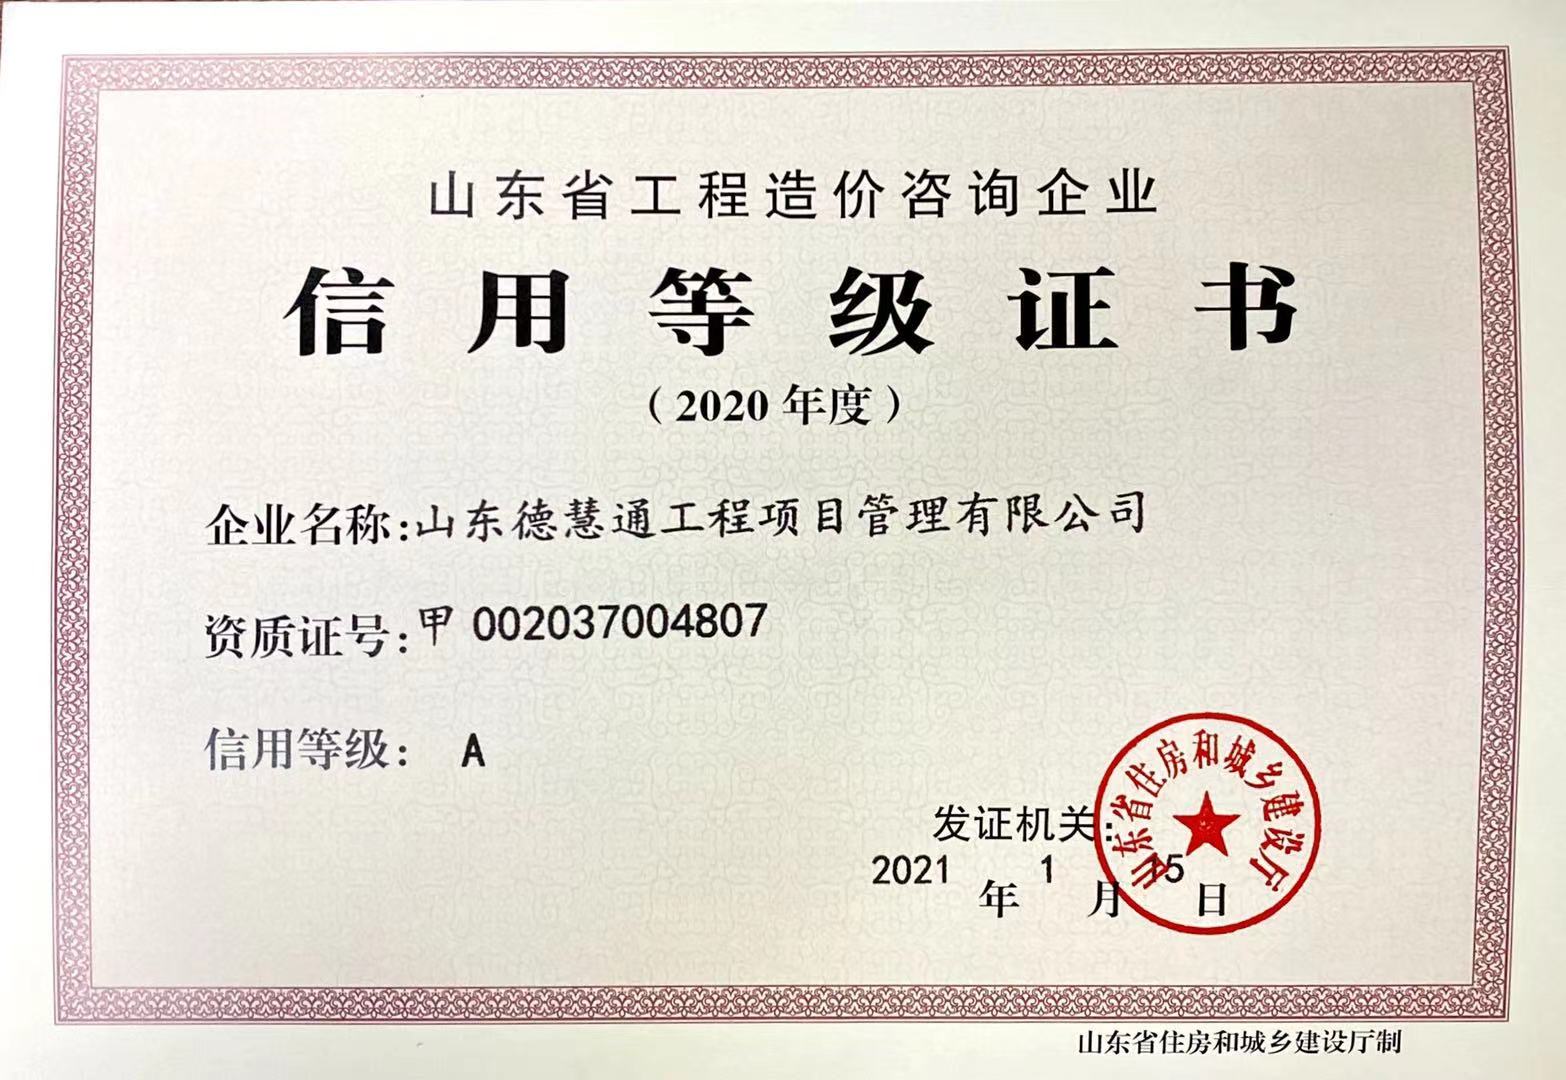 山东省工程造价咨询企业
信用等级证书
（2020 年度）
企业名称:山东德慧通工程项目管理有限公司
资质证号:甲 002037004807
信用等级: A
发证机关:
山东省住房和城乡建设厅
2021 年 1 月 15 日
山东省住房和城乡建设厅制